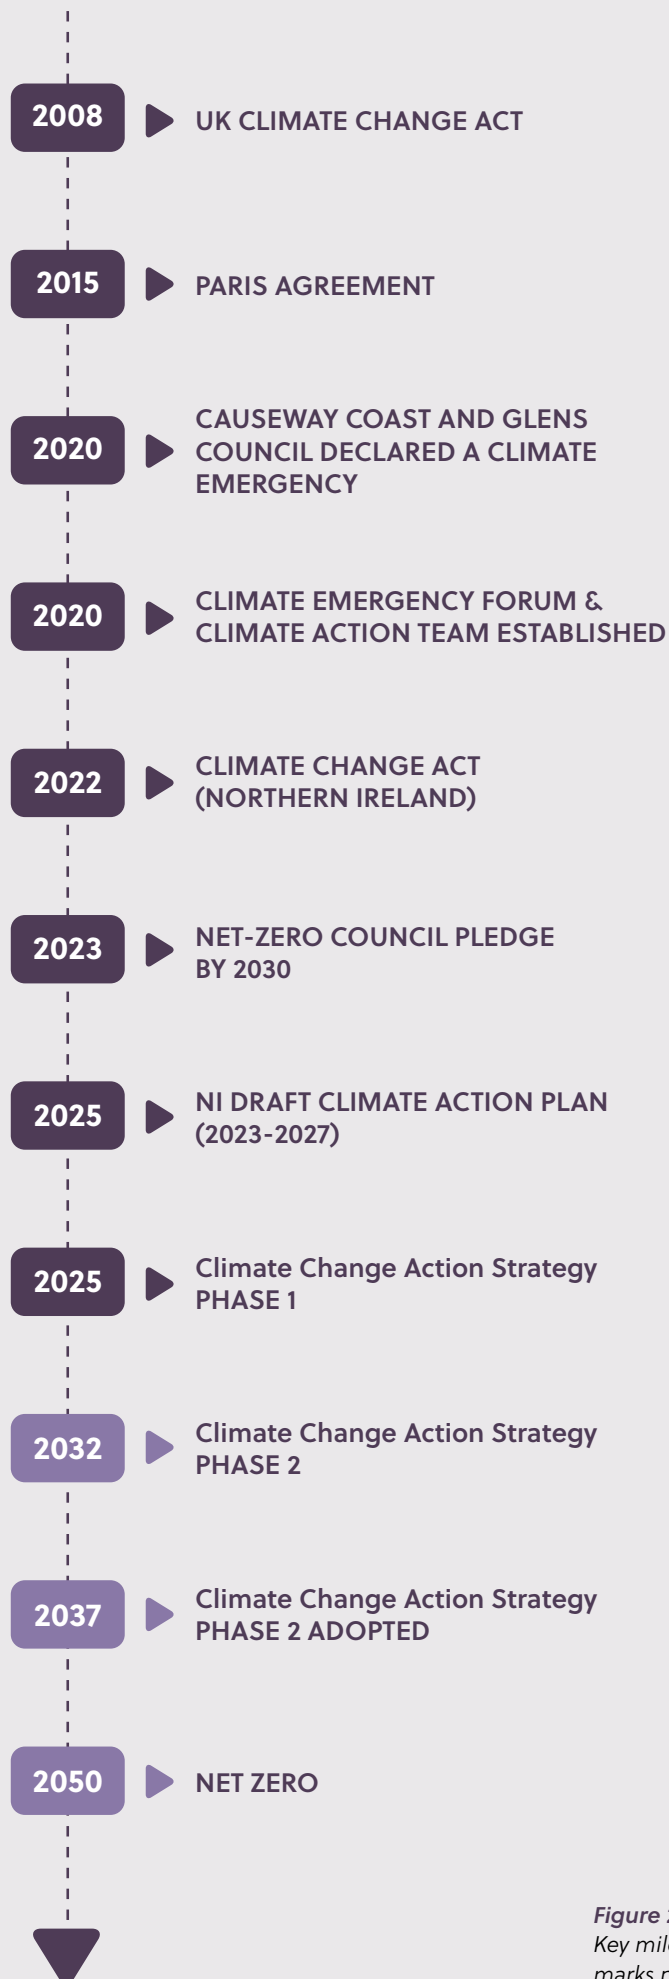 2008
UK CLIMATE CHANGE ACT
2015
PARIS AGREEMENT
2020
CAUSEWAY COAST AND GLENS
COUNCIL DECLARED A CLIMATE
EMERGENCY
2020
CLIMATE EMERGENCY FORUM &
CLIMATE ACTION TEAM ESTABLISHED
2022
CLIMATE CHANGE ACT
(NORTHERN IRELAND)
2023
NET-ZERO COUNCIL PLEDGE
BY 2030
2025
NI DRAFT CLIMATE ACTION PLAN
(2023-2027)
2025
Climate Change Action Strategy
PHASE 1
2032
Climate Change Action Strategy
PHASE 2
2037
Climate Change Action Strategy
PHASE 2 ADOPTED
2050
NET ZERO
Figure
Key
marks